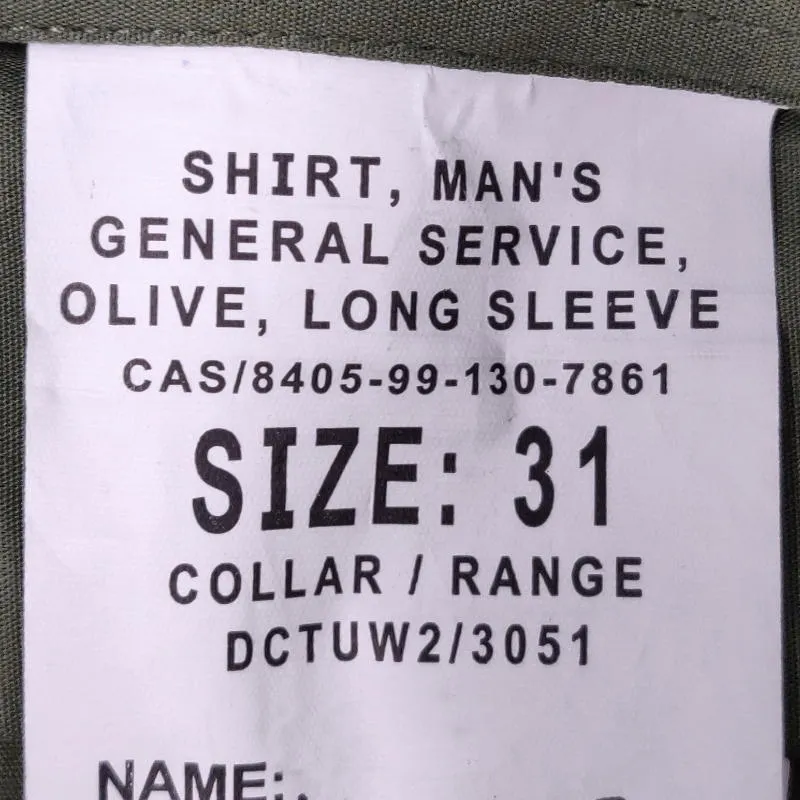 SHIRT, MAN'S
GENERAL SERVICE,
OLIVE, LONG SLEEVE
CAS/8405-99-130-7861
SIZE: 31
COLLAR / RANGE
DCTUW2/3051
NAME: